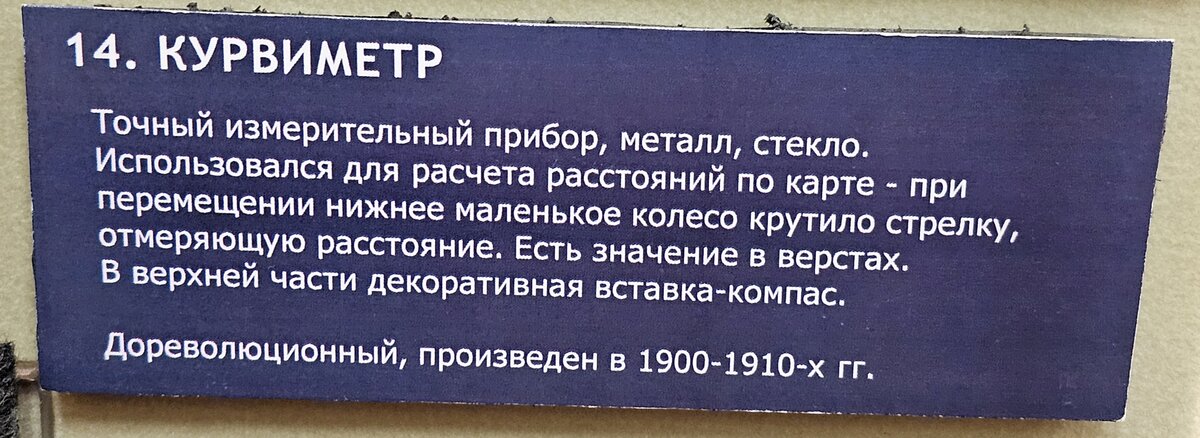 14. КУРВИМЕТР
Точный измерительный прибор, металл, стекло.
Использовался для расчета расстояний по карте - при
перемещении нижнее маленькое колесо крутило стрелку,
отмеряющую расстояние. Есть значение в верстах.
В верхней части декоративная вставка-компас.
Дореволюционный, произведен в 1900-1910-х гг.